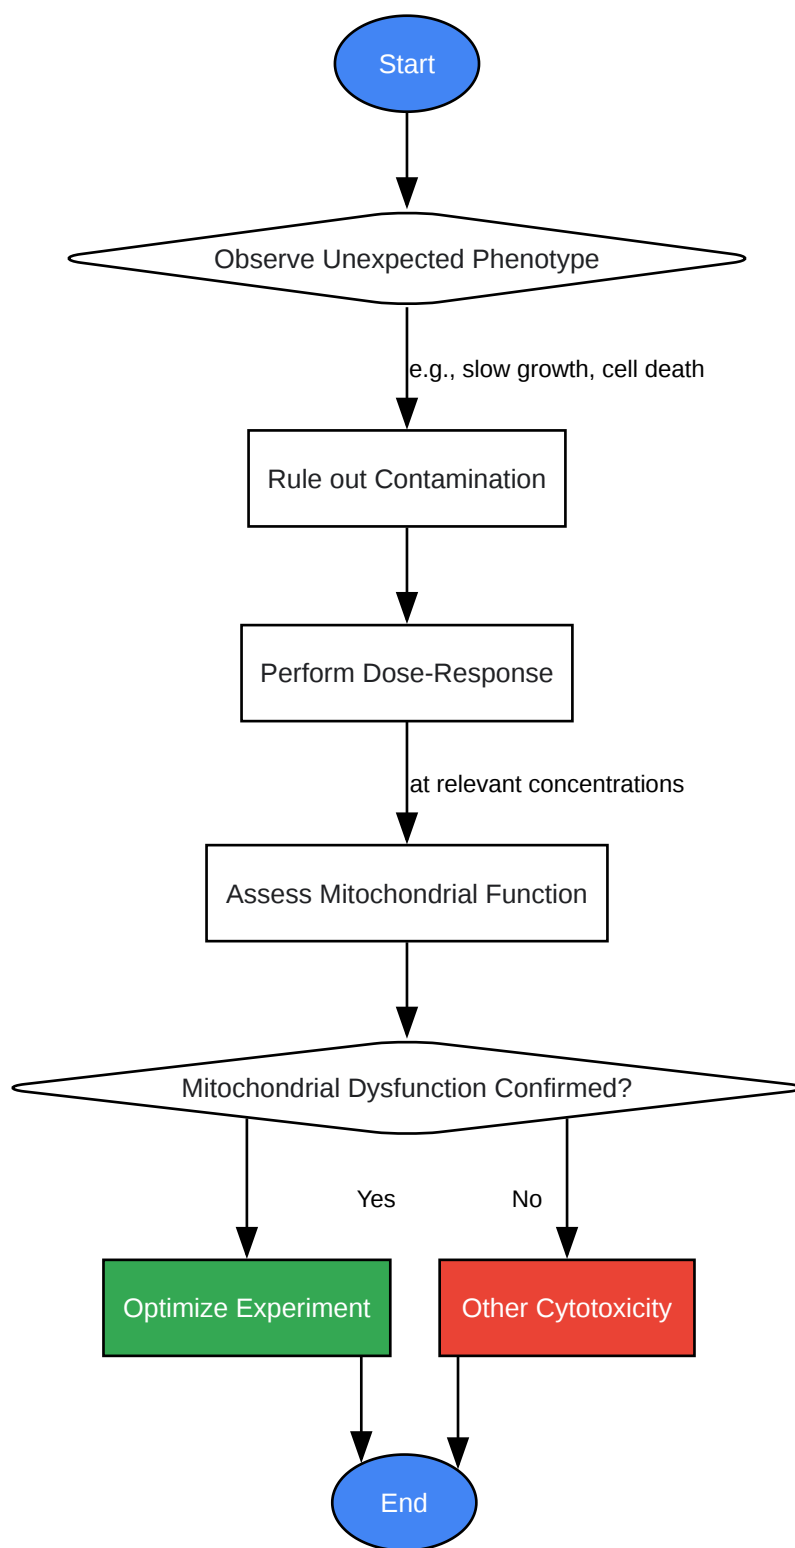 Start
Observe Unexpected Phenotype
e.g., slow growth, cell death
Rule out Contamination
Perform Dose-Response
at relevant concentrations
Assess Mitochondrial Function
Mitochondrial Dysfunction Confirmed?
Yes
No
Optimize Experiment
Other Cytotoxicity
End